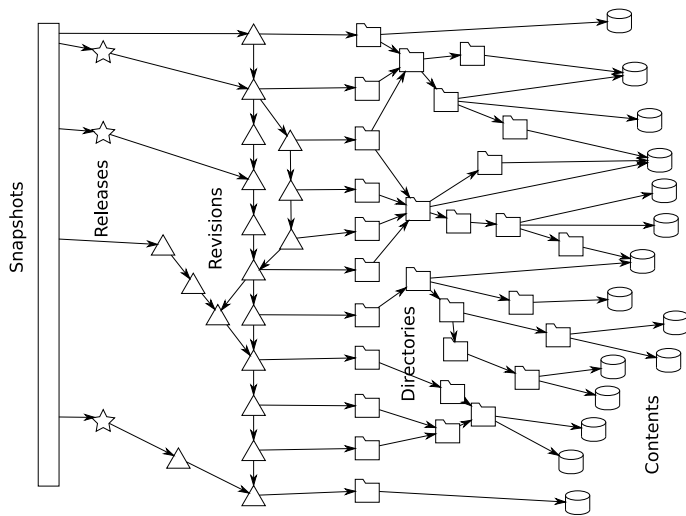 Snapshots
Releases
Revisions
Directories
Contents